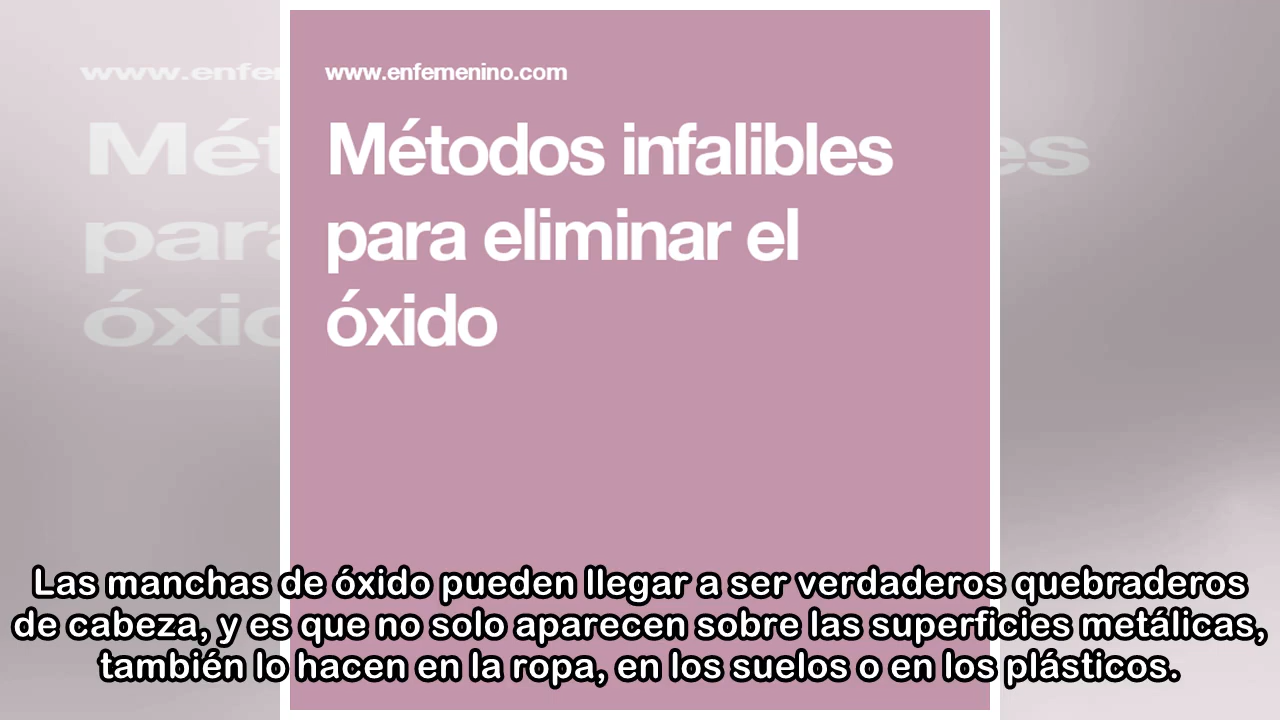 www.enfemenino.com
Métodos infalibles
para eliminar el
óxido
Las manchas de óxido pueden llegar a ser verdaderos quebraderos
de cabeza, y es que no solo aparecen sobre las superficies metálicas,
también lo hacen en la ropa, en los suelos o en los plásticos.